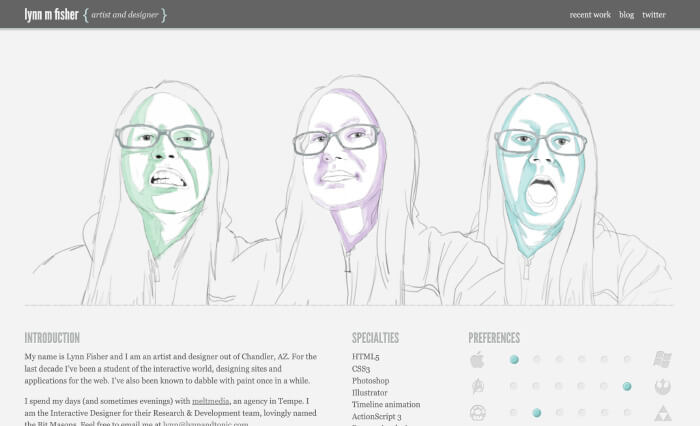 lynn m fisher { artist and designer }
recent work blog twitter
INTRODUCTION
My name is Lynn Fisher and I am an artist and designer out of Chandler, AZ. For the
last decade I've been a student of the interactive world, designing sites and
applications for the web. I've also been known to dabble with paint once in a while.
I spend my days (and sometimes evenings) with meltmedia, an agency in Tempe. I
am the Interactive Designer for their Research & Development team, lovingly named
the Bit Masons. Feel free to email me at lynn@lynnandtonic.com
SPECIALTIES
HTML5
CSS3
Photoshop
Illustrator
Timeline animation
ActionScript 3
PREFERENCES